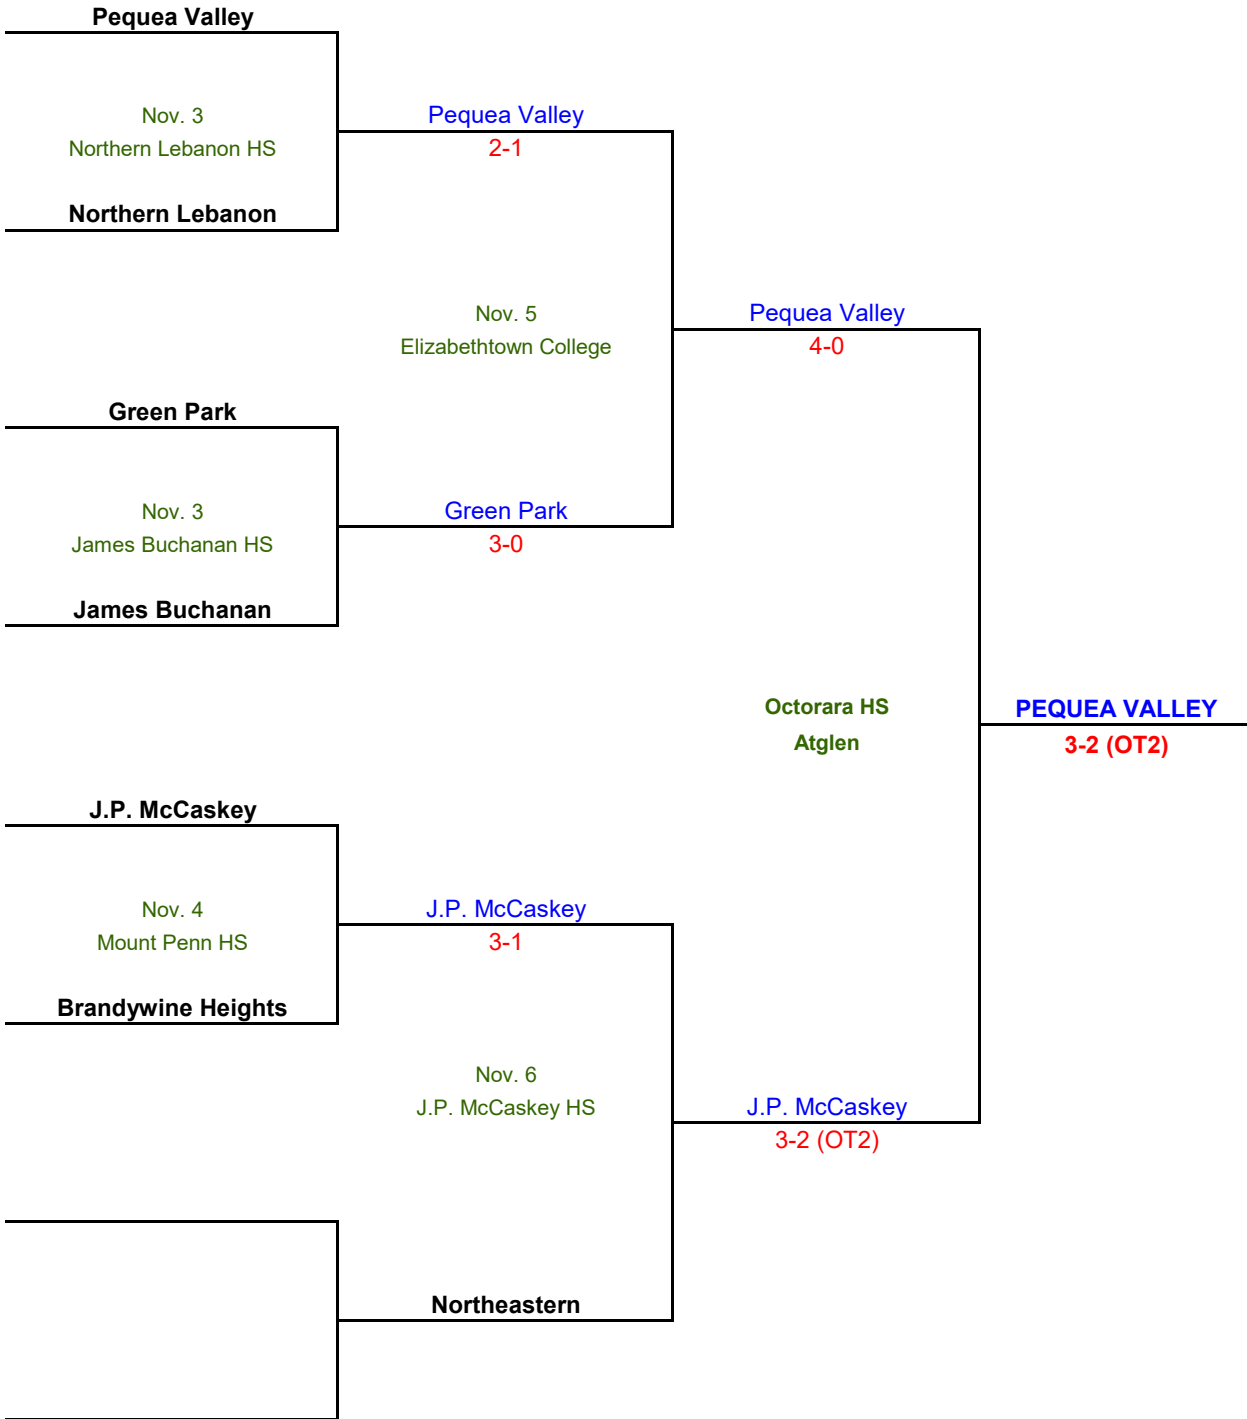 Pequea Valley
Nov. 3
Northern Lebanon HS
Northern Lebanon
Pequea Valley
2-1
Nov. 5
Elizabethtown College
Green Park
Nov. 3
James Buchanan HS
James Buchanan
Green Park
3-0
Pequea Valley
4-0
Octorara HS
Atglen
PEQUEA VALLEY
3-2 (OT2)
J.P. McCaskey
Nov. 4
Mount Penn HS
Brandywine Heights
J.P. McCaskey
3-1
Nov. 6
J.P. McCaskey HS
J.P. McCaskey
3-2 (OT2)
Northeastern